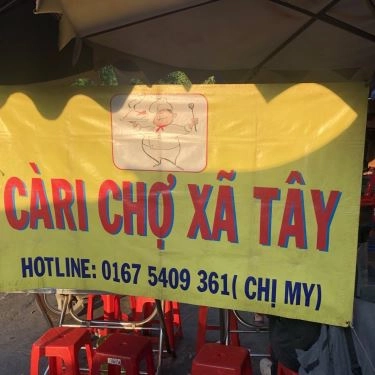 CÀRI CHỢ XÃ TÂY
HOTLINE: 0167 5409 361( CHỊ MY)